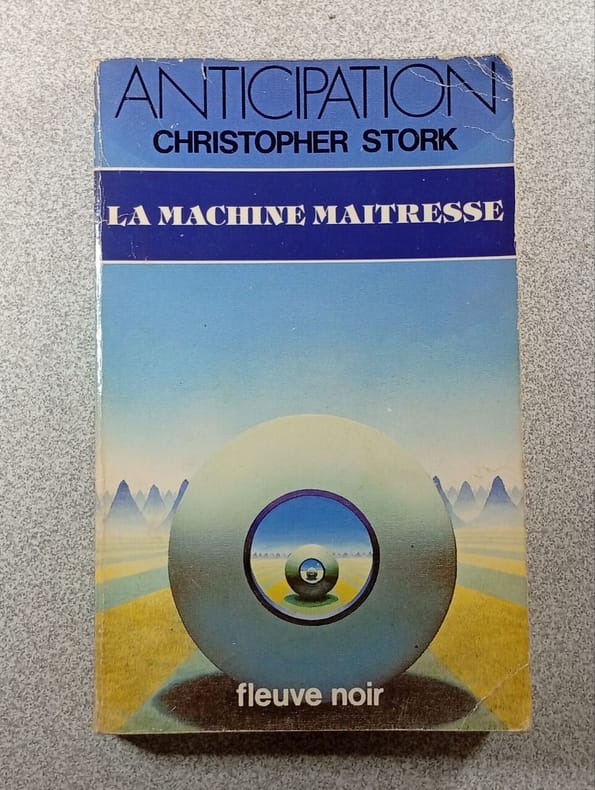 ANTICIPATION
CHRISTOPHER STORK
LA MACHINE MAITRESSE
fleuve noir